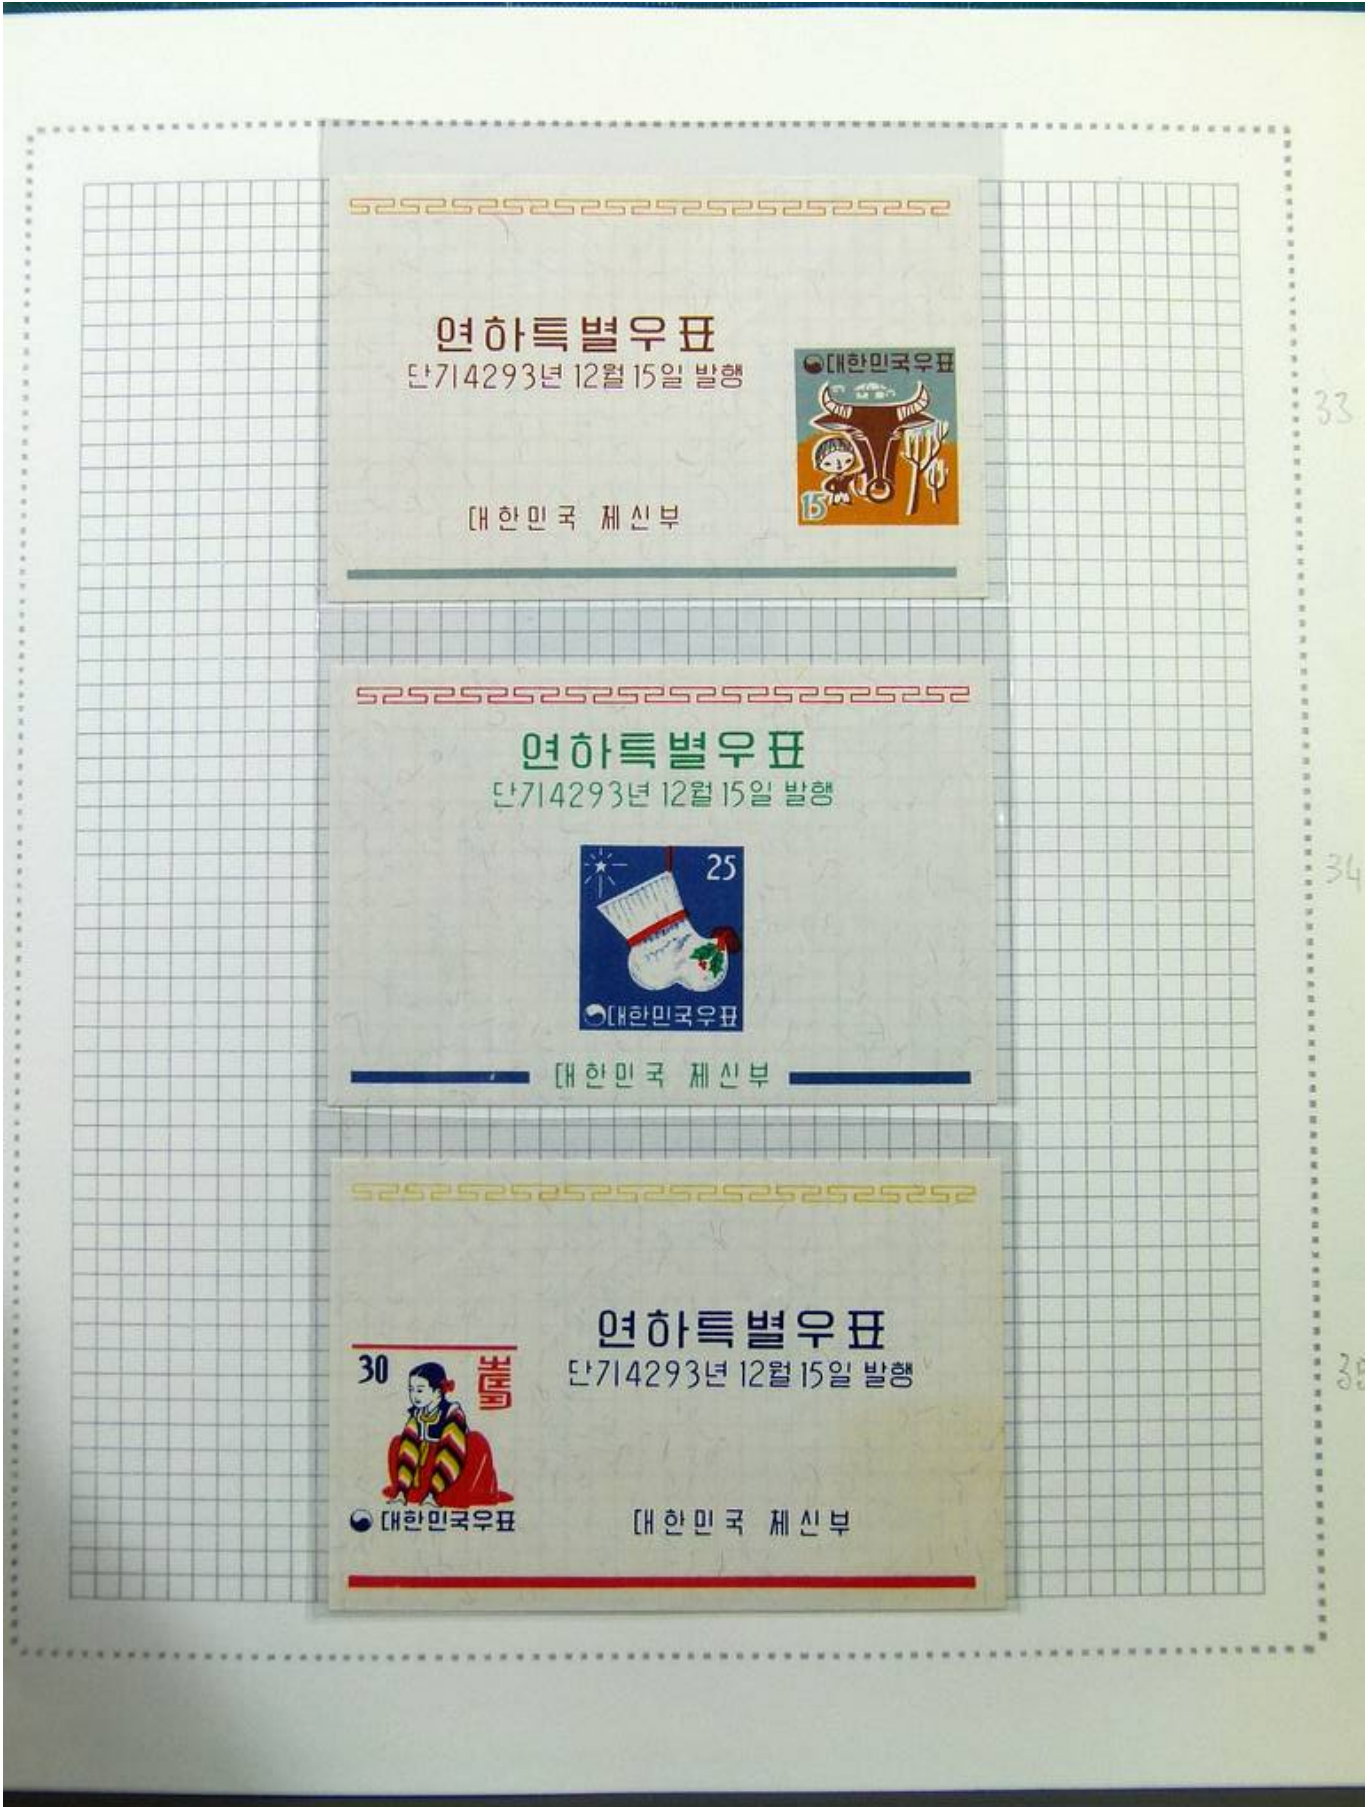 연하특별우표
단기4293년 12월 15일 발행
대한민국우표
15
대한민국 체신부
33
연하특별우표
단기4293년 12월 15일 발행
25
대한민국우표
대한민국 체신부
34
연하특별우표
단기4293년 12월 15일 발행
30
대한민국우표
대한민국 체신부